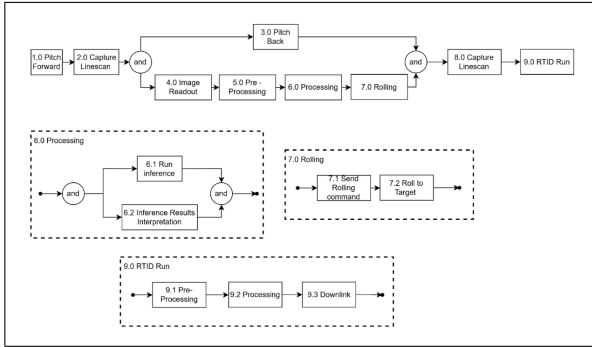 3.0 Pitch
Back
1.0 Pitch
Forward
2.0 Capture
Linescan
and
and
8.0 Capture
Linescan
9.0 RTID Run
4.0 Image
Readout
5.0 Pre -
Processing
6.0 Processing
7.0 Rolling
6.0 Processing
6.1 Run
inference
and
and
6.2 Inference Results
Interpretation
7.0 Rolling
7.1 Send
Rolling
command
7.2 Roll to
Target
9.0 RTID Run
9.1 Pre-
Processing
9.2 Processing
9.3 Downlink